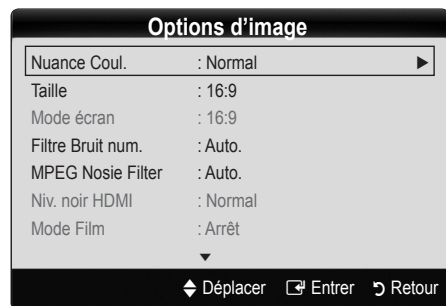 Options d’image
Nuance Coul. : Normal ►
Taille : 16:9
Mode écran : 16:9
Filtre Bruit num. : Auto.
MPEG Nosie Filter : Auto.
Niv. noir HDMI : Normal
Mode Film : Arrêt
▼
Déplacer Entrer Retour